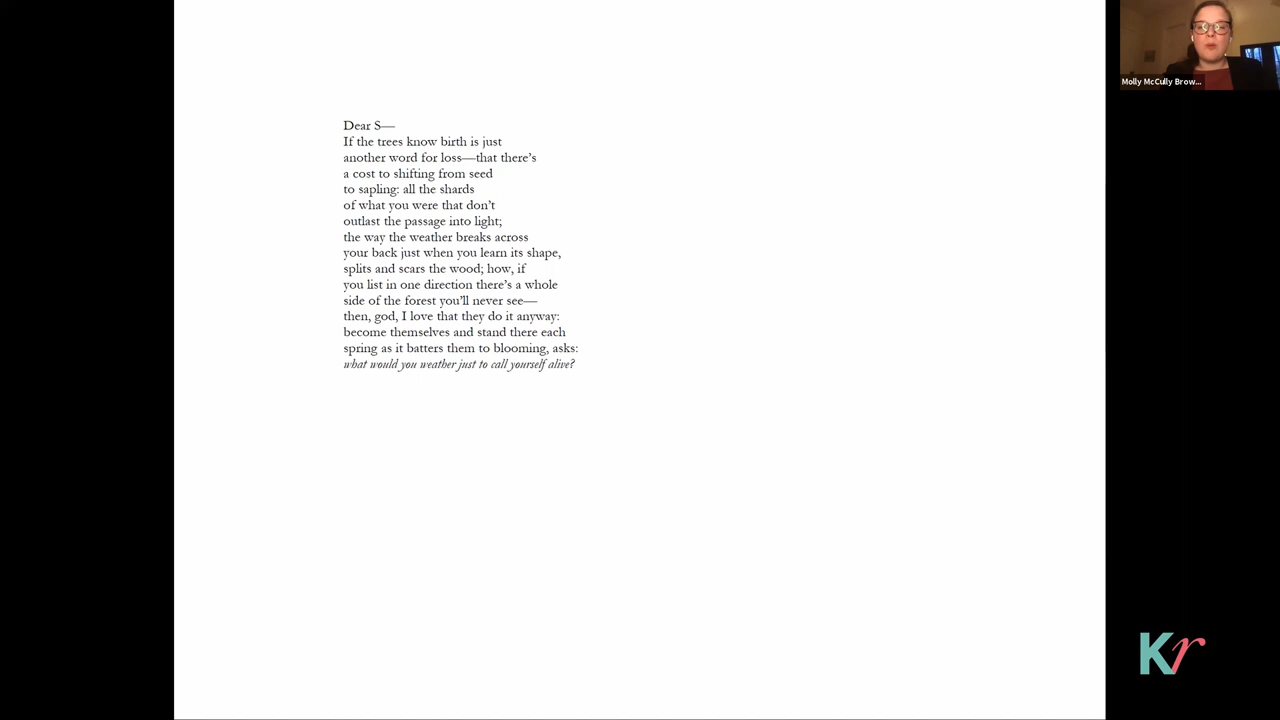 Dear S—
If the trees know birth is just
another word for loss—that there’s
a cost to shifting from seed
to sapling: all the shards
of what you were that don’t
outlast the passage into light;
the way the weather breaks across
your back just when you learn its shape,
splits and scars the wood; how, if
you list in one direction there’s a whole
side of the forest you’ll never see—
then, god, I love that they do it anyway:
become themselves and stand there each
spring as it batters them to blooming, asks:
what would you weather just to call yourself alive?
Molly McCully Brow...
Kr